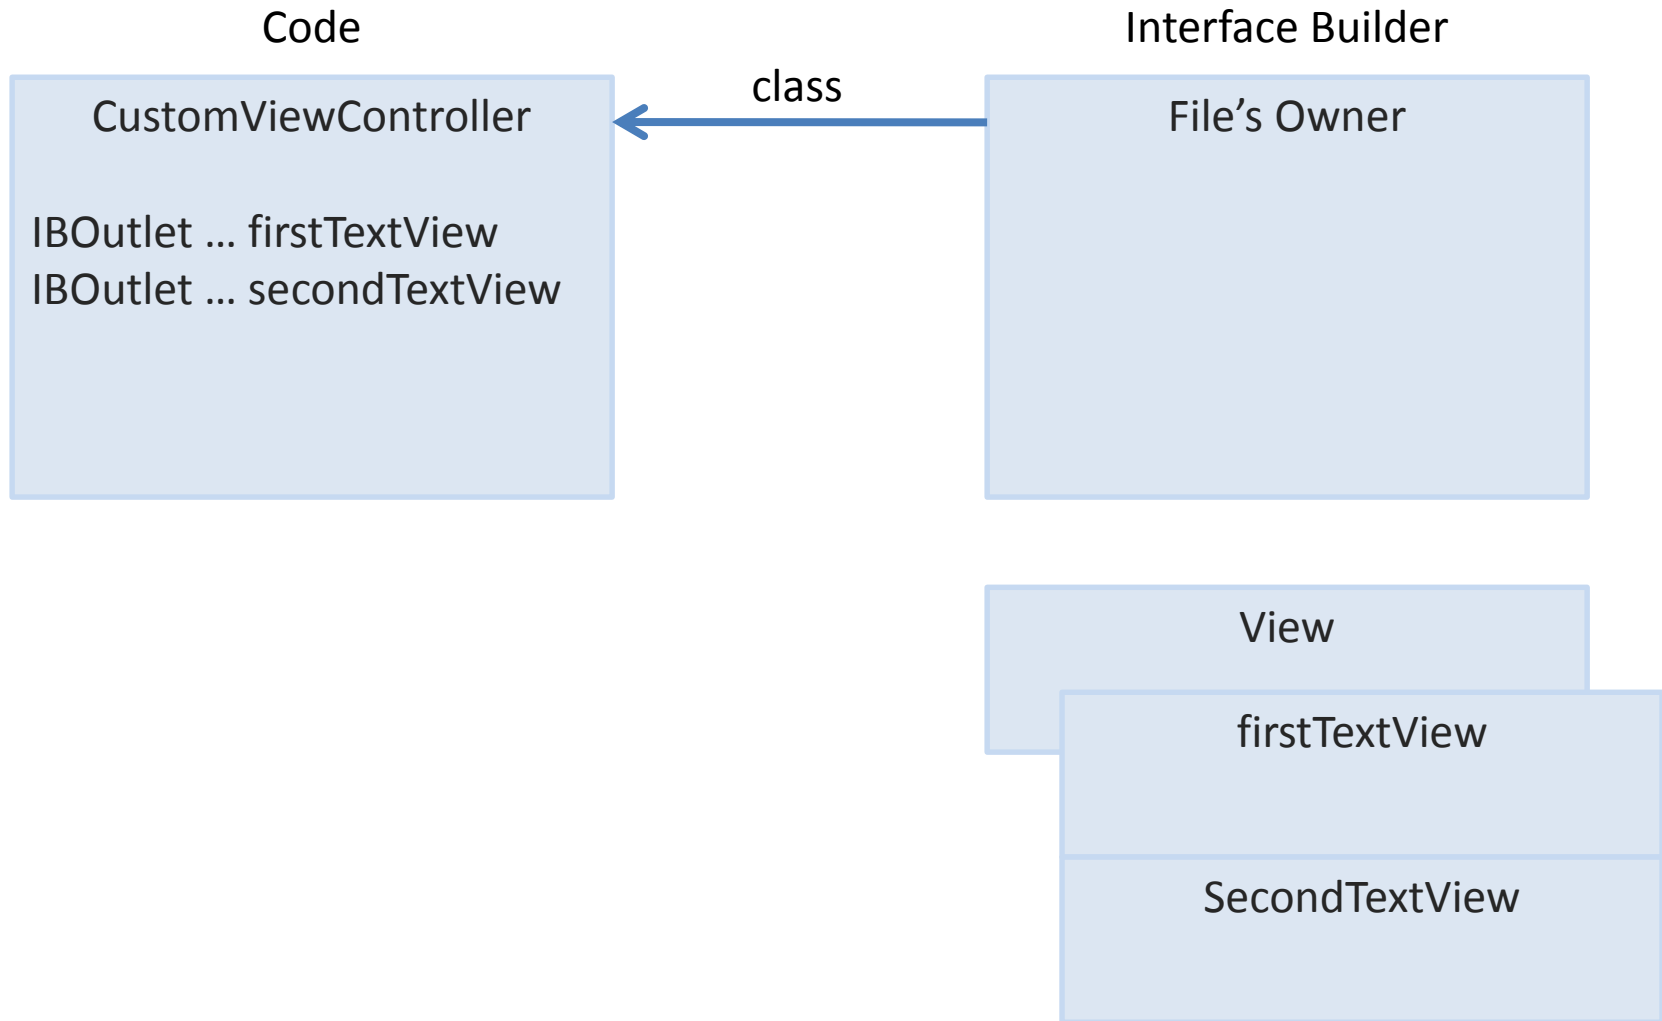 Code
Interface Builder
class
CustomViewController
IBOutlet … firstTextView
IBOutlet … secondTextView
File’s Owner
View
firstTextView
SecondTextView